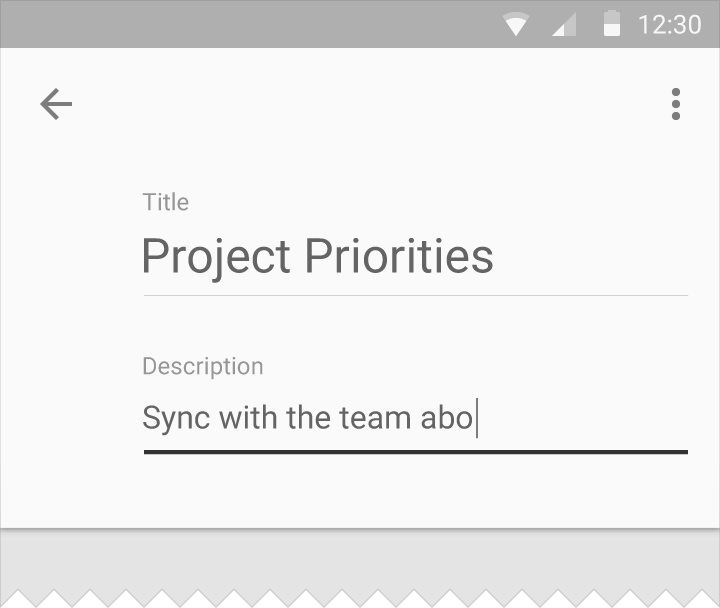 12:30
Title
Project Priorities
Description
Sync with the team abo